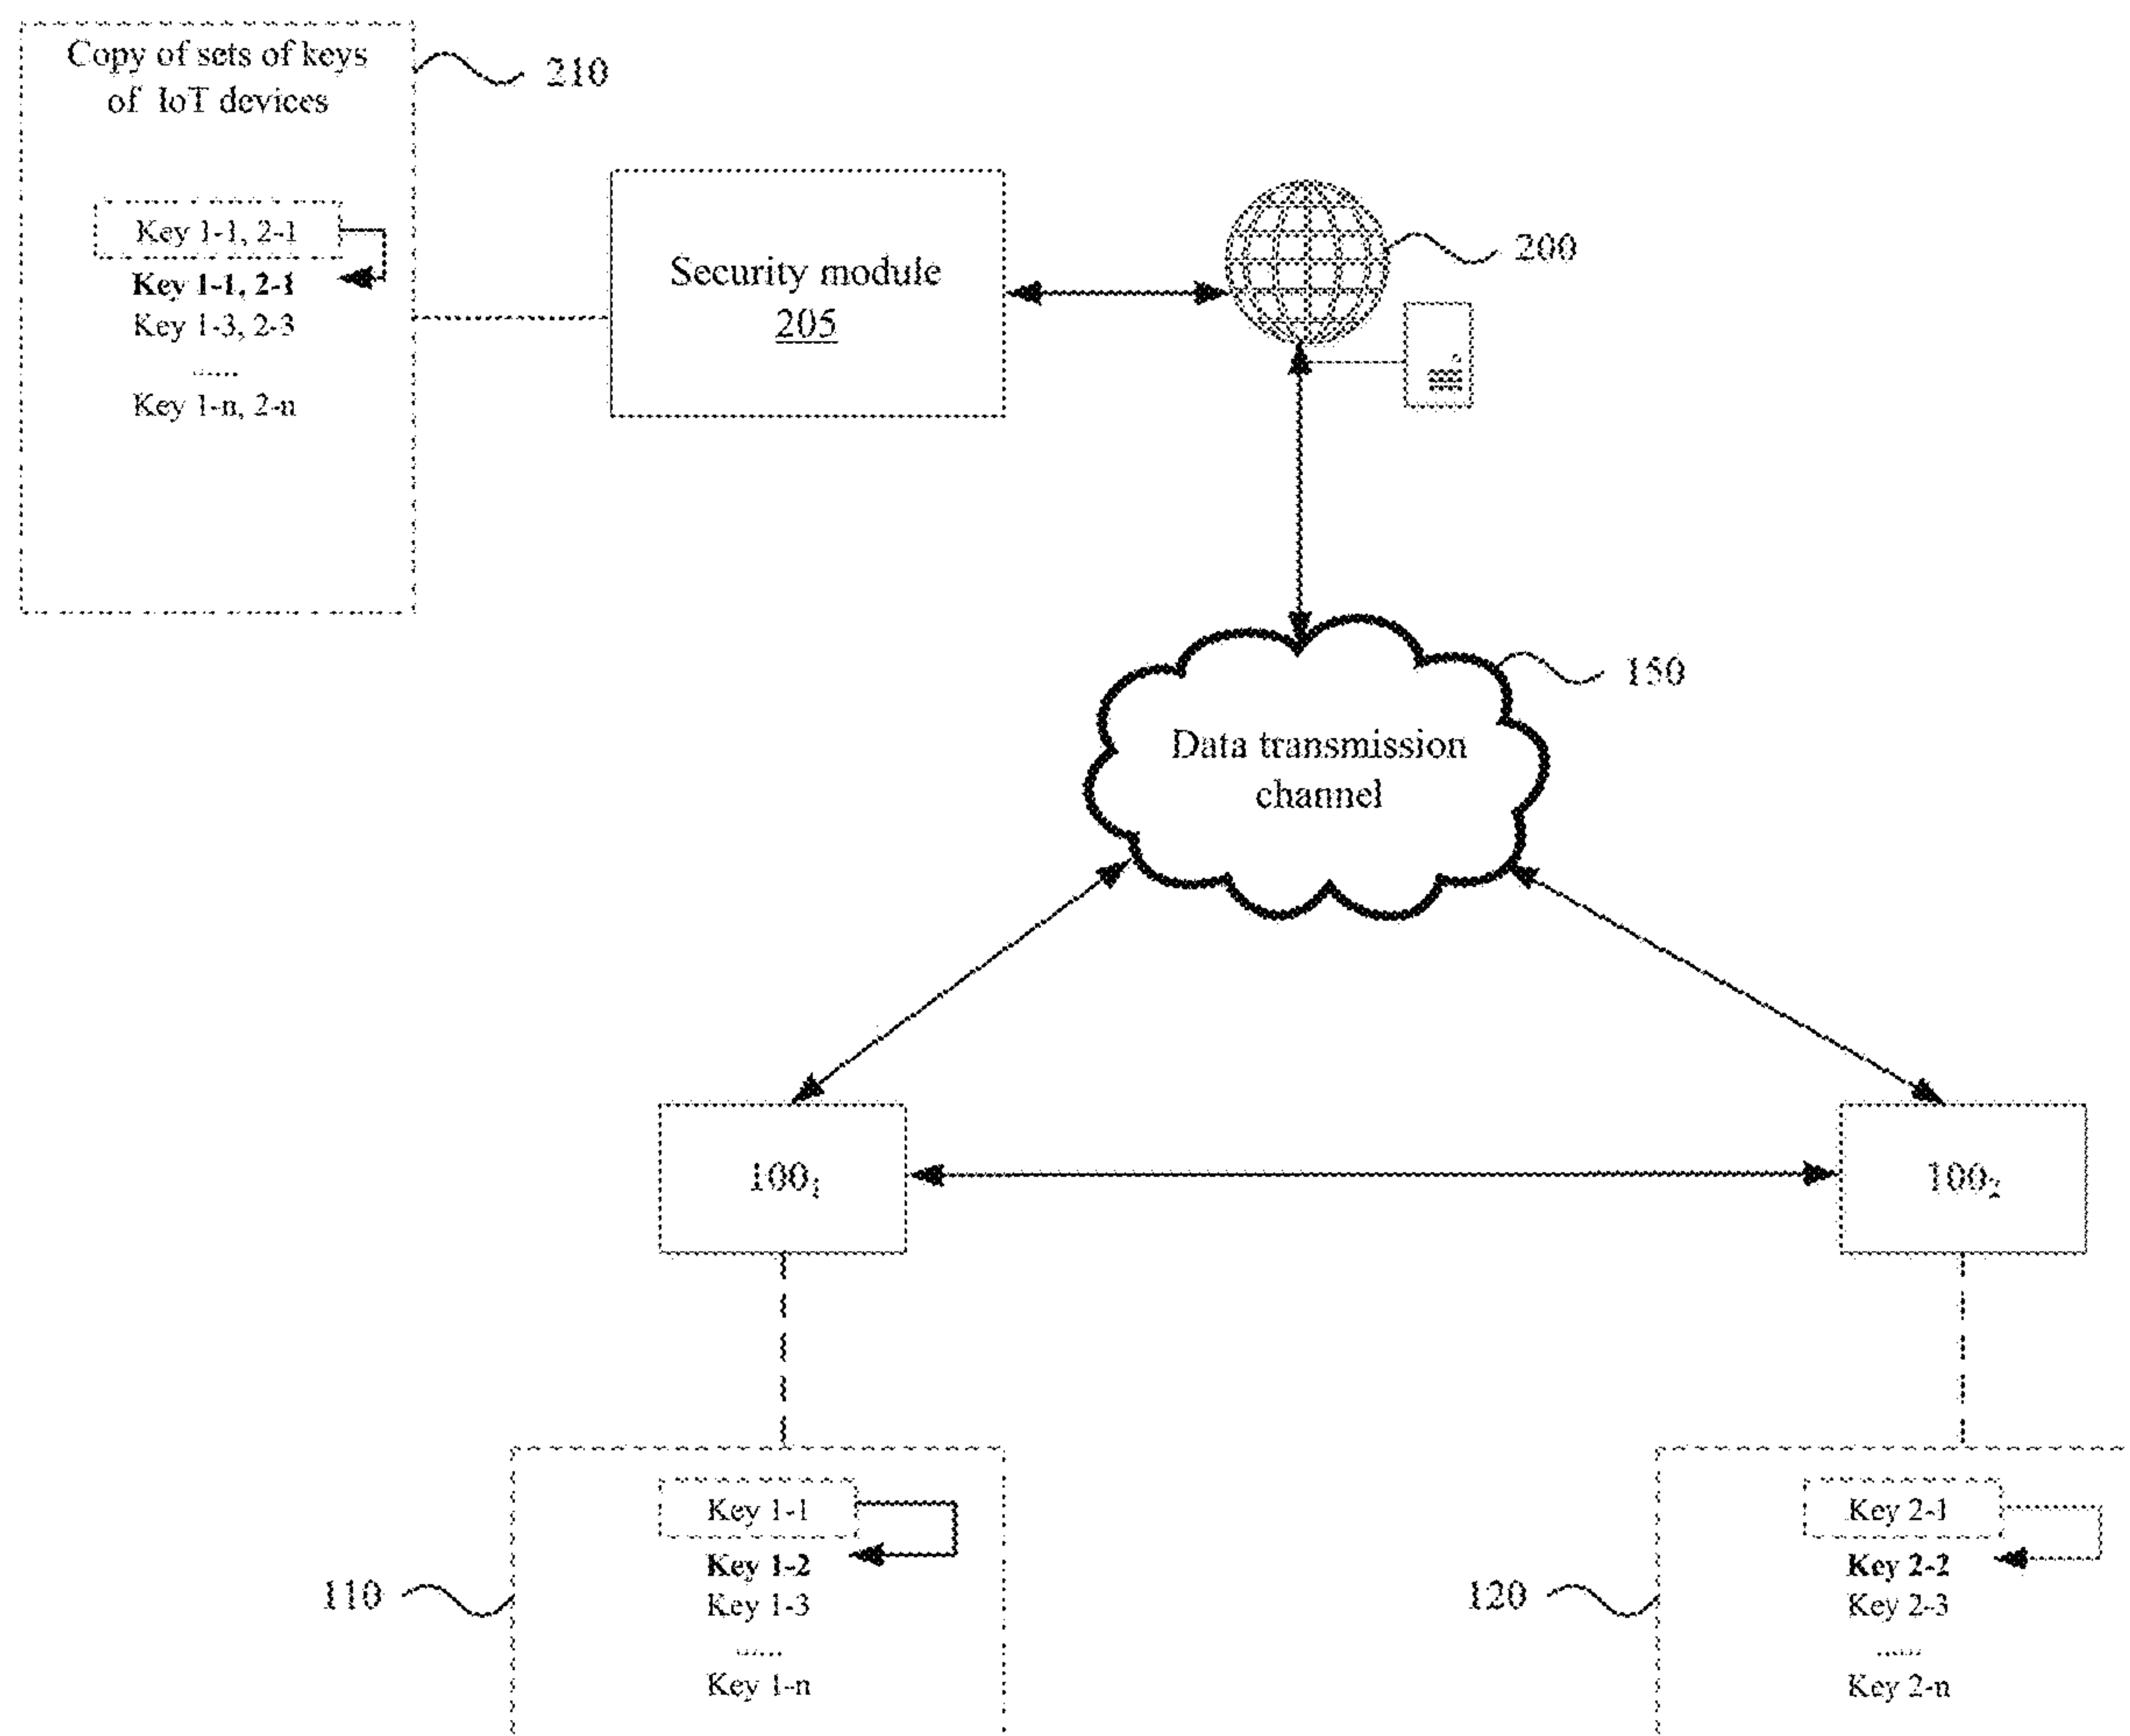 Copy of sets of keys
of IoT devices
210
Key 1-1, 2-1
Key 1-1, 2-1
Key 1-3, 2-3
......
Key 1-n, 2-n
Security module
205
200
150
Data transmission
channel
100₁
100₂
Key 1-1
Key 1-2
Key 1-3
......
Key 1-n
110
Key 2-1
Key 2-2
Key 2-3
......
Key 2-n
120